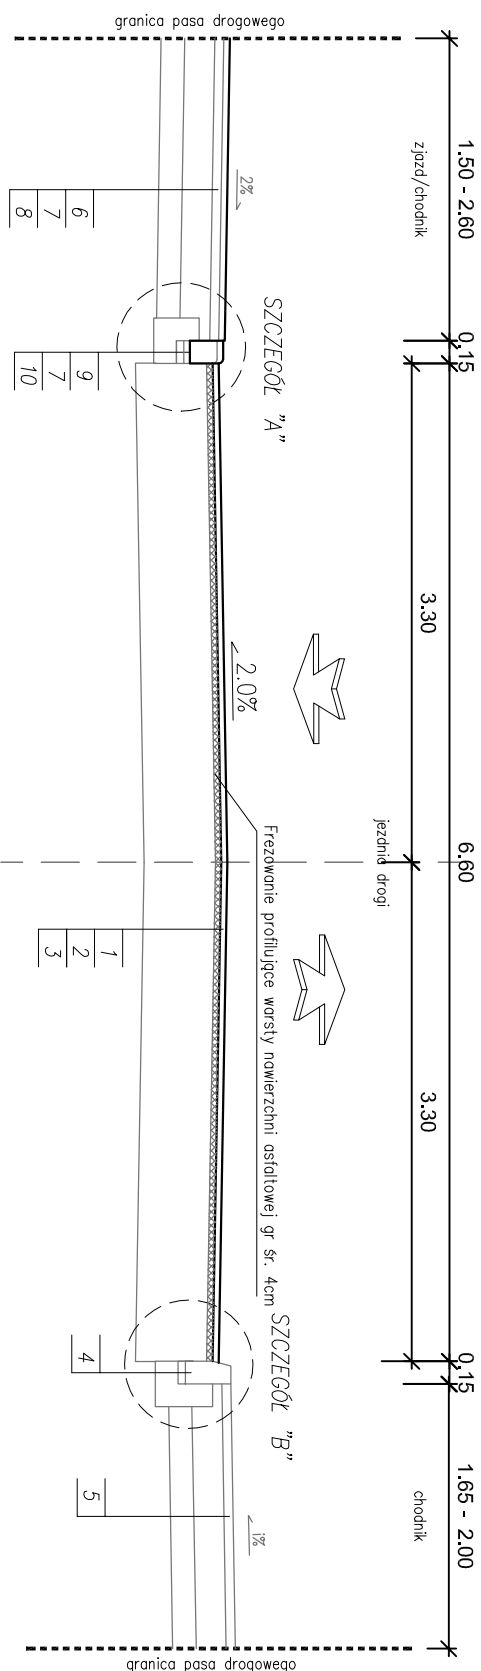 granica pasa drogowego
1.50 - 2.60
0.15
6.60
0.15
1.65 - 2.00
zjazd/chodnik
3.30
3.30
jezdnia drogi
chodnik
SZCZEGÓŁ "A"
SZCZEGÓŁ "B"
2%
2.0%
i%
Frezowanie profilujące warsty nawierzchni asfaltowej gr śr. 4cm
6
7
8
9
7
10
1
2
3
4
5
granica pasa drogowego